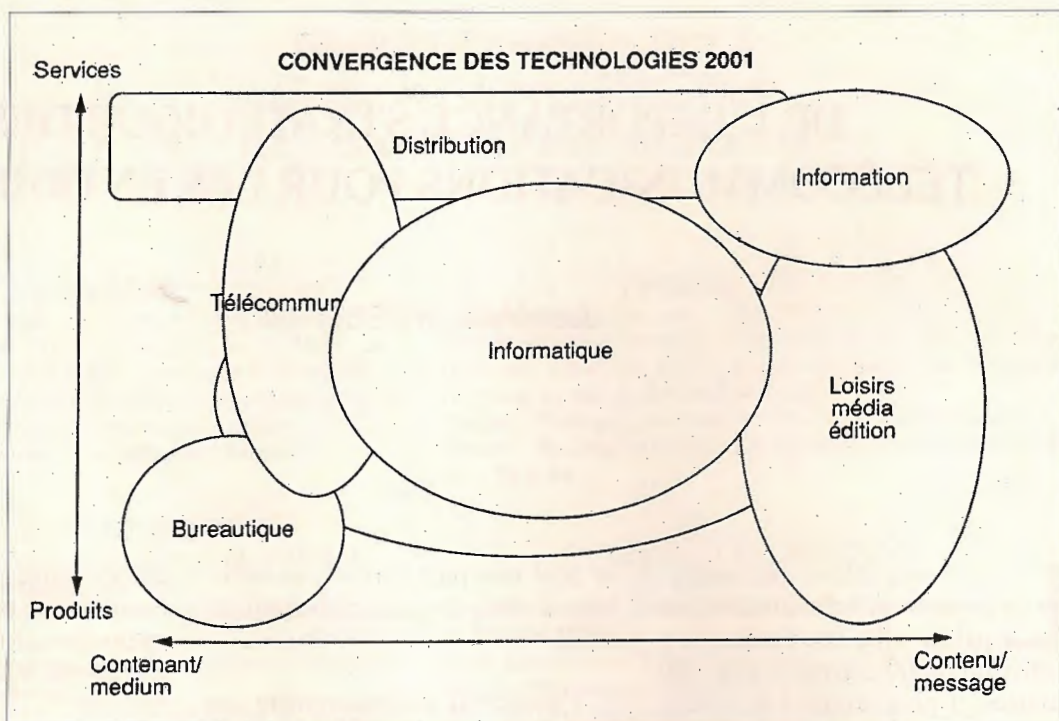 CONVERGENCE DES TECHNOLOGIES 2001
Services
Distribution
Information
Télécommun
Informatique
Loisirs
média
édition
Bureautique
Produits
Contenant/
medium
Contenu/
message